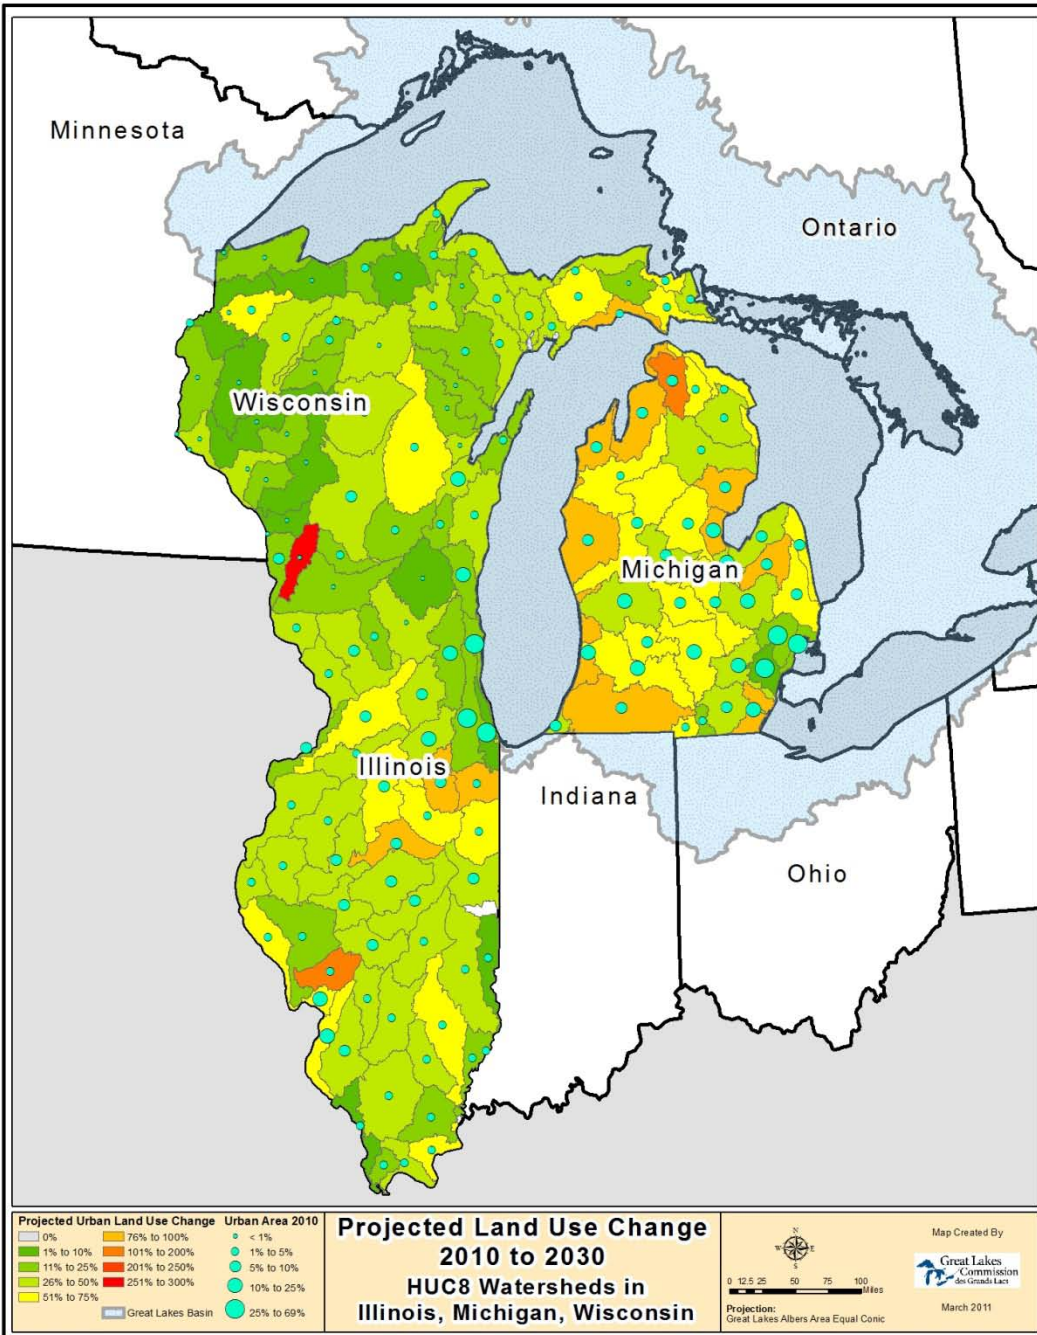 Minnesota
Ontario
Wisconsin
Michigan
Illinois
Indiana
Ohio
Projected Urban Land Use Change
0%
1% to 10%
11% to 25%
26% to 50%
51% to 75%
76% to 100%
101% to 200%
201% to 250%
251% to 300%
Great Lakes Basin
Urban Area 2010
< 1%
1% to 5%
5% to 10%
10% to 25%
25% to 69%
Projected Land Use Change
2010 to 2030
HUC8 Watersheds in
Illinois, Michigan, Wisconsin
N
W E
S
0 12.5 25 50 75 100
Miles
Projection:
Great Lakes Albers Area Equal Conic
Map Created By
Great Lakes
Commission
des Grands Lacs
March 2011